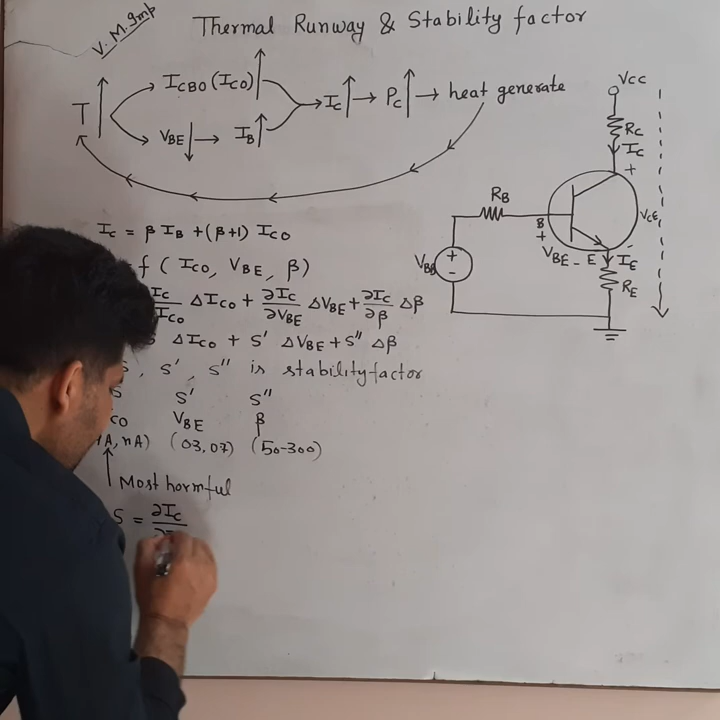 V. M. Imp
Thermal Runway & Stability factor
T ↑ → ICBO (ICO) ↑ → IC ↑ → PC ↑ → heat generate
→ VBE ↓ → IB ↑
IC = β IB + (β+1) ICO
f (ICO, VBE, β)
IC/ICO ΔICO + ∂IC/∂VBE ΔVBE + ∂IC/∂β Δβ
ΔICO + S' ΔVBE + S'' Δβ
S, S', S'' is stability factor
S S' S''
CO VBE β
A, nA) (03, 07) (50-300)
↑ Most hormful
S = ∂IC
VCC
RC
IC
+
VCE
-
RB
B
+
VBE - E
IE
RE
VBB
+
-